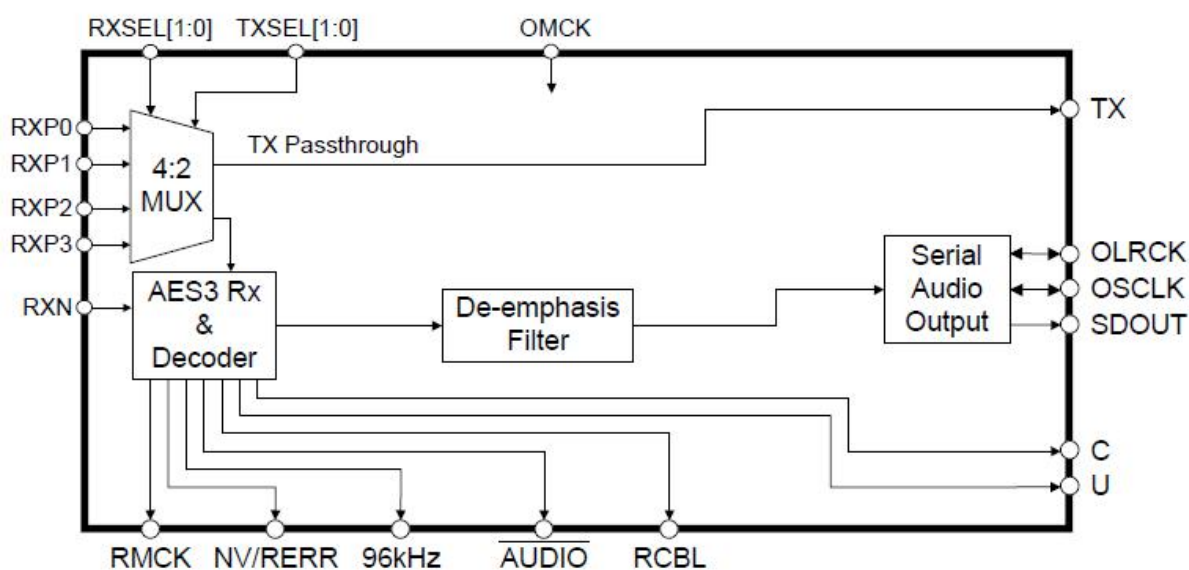 RXSEL[1:0] TXSEL[1:0] OMCK
RXP0
RXP1
RXP2
RXP3
RXN
4:2
MUX
TX Passthrough
TX
AES3 Rx
&
Decoder
De-emphasis
Filter
Serial
Audio
Output
OLRCK
OSCLK
SDOUT
C
U
RMCK NV/RERR 96kHz AUDIO RCBL